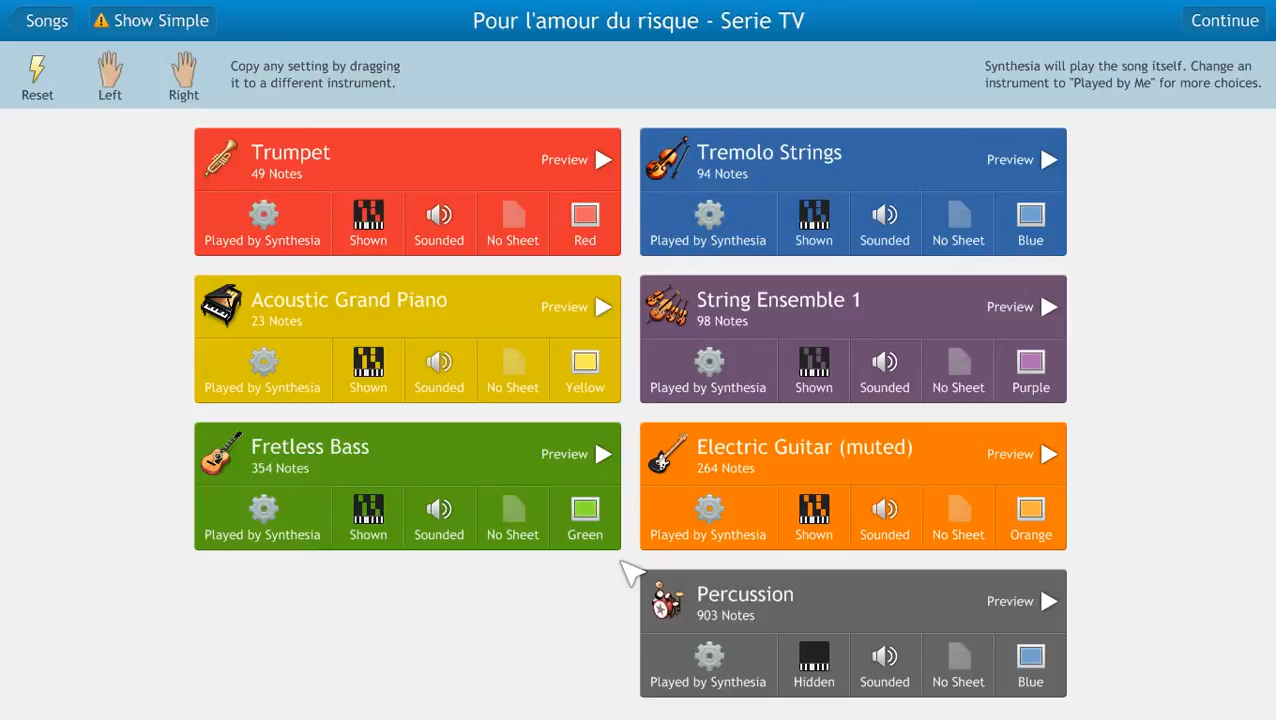 Songs
Show Simple
Pour l'amour du risque - Serie TV
Continue
Reset
Left
Right
Copy any setting by dragging
it to a different instrument.
Synthesia will play the song itself. Change an
instrument to "Played by Me" for more choices.
Trumpet
49 Notes
Preview
Played by Synthesia
Shown
Sounded
No Sheet
Red
Tremolo Strings
94 Notes
Preview
Played by Synthesia
Shown
Sounded
No Sheet
Blue
Acoustic Grand Piano
23 Notes
Preview
Played by Synthesia
Shown
Sounded
No Sheet
Yellow
String Ensemble 1
98 Notes
Preview
Played by Synthesia
Shown
Sounded
No Sheet
Purple
Fretless Bass
354 Notes
Preview
Played by Synthesia
Shown
Sounded
No Sheet
Green
Electric Guitar (muted)
264 Notes
Preview
Played by Synthesia
Shown
Sounded
No Sheet
Orange
Percussion
903 Notes
Preview
Played by Synthesia
Hidden
Sounded
No Sheet
Blue